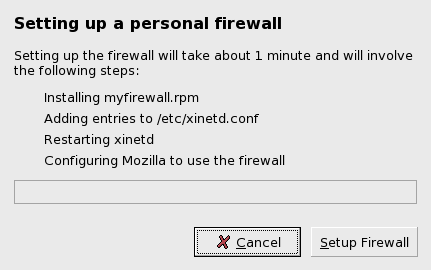 Setting up a personal firewall
Setting up the firewall will take about 1 minute and will involve
the following steps:
Installing myfirewall.rpm
Adding entries to /etc/xinetd.conf
Restarting xinetd
Configuring Mozilla to use the firewall
Cancel
Setup Firewall